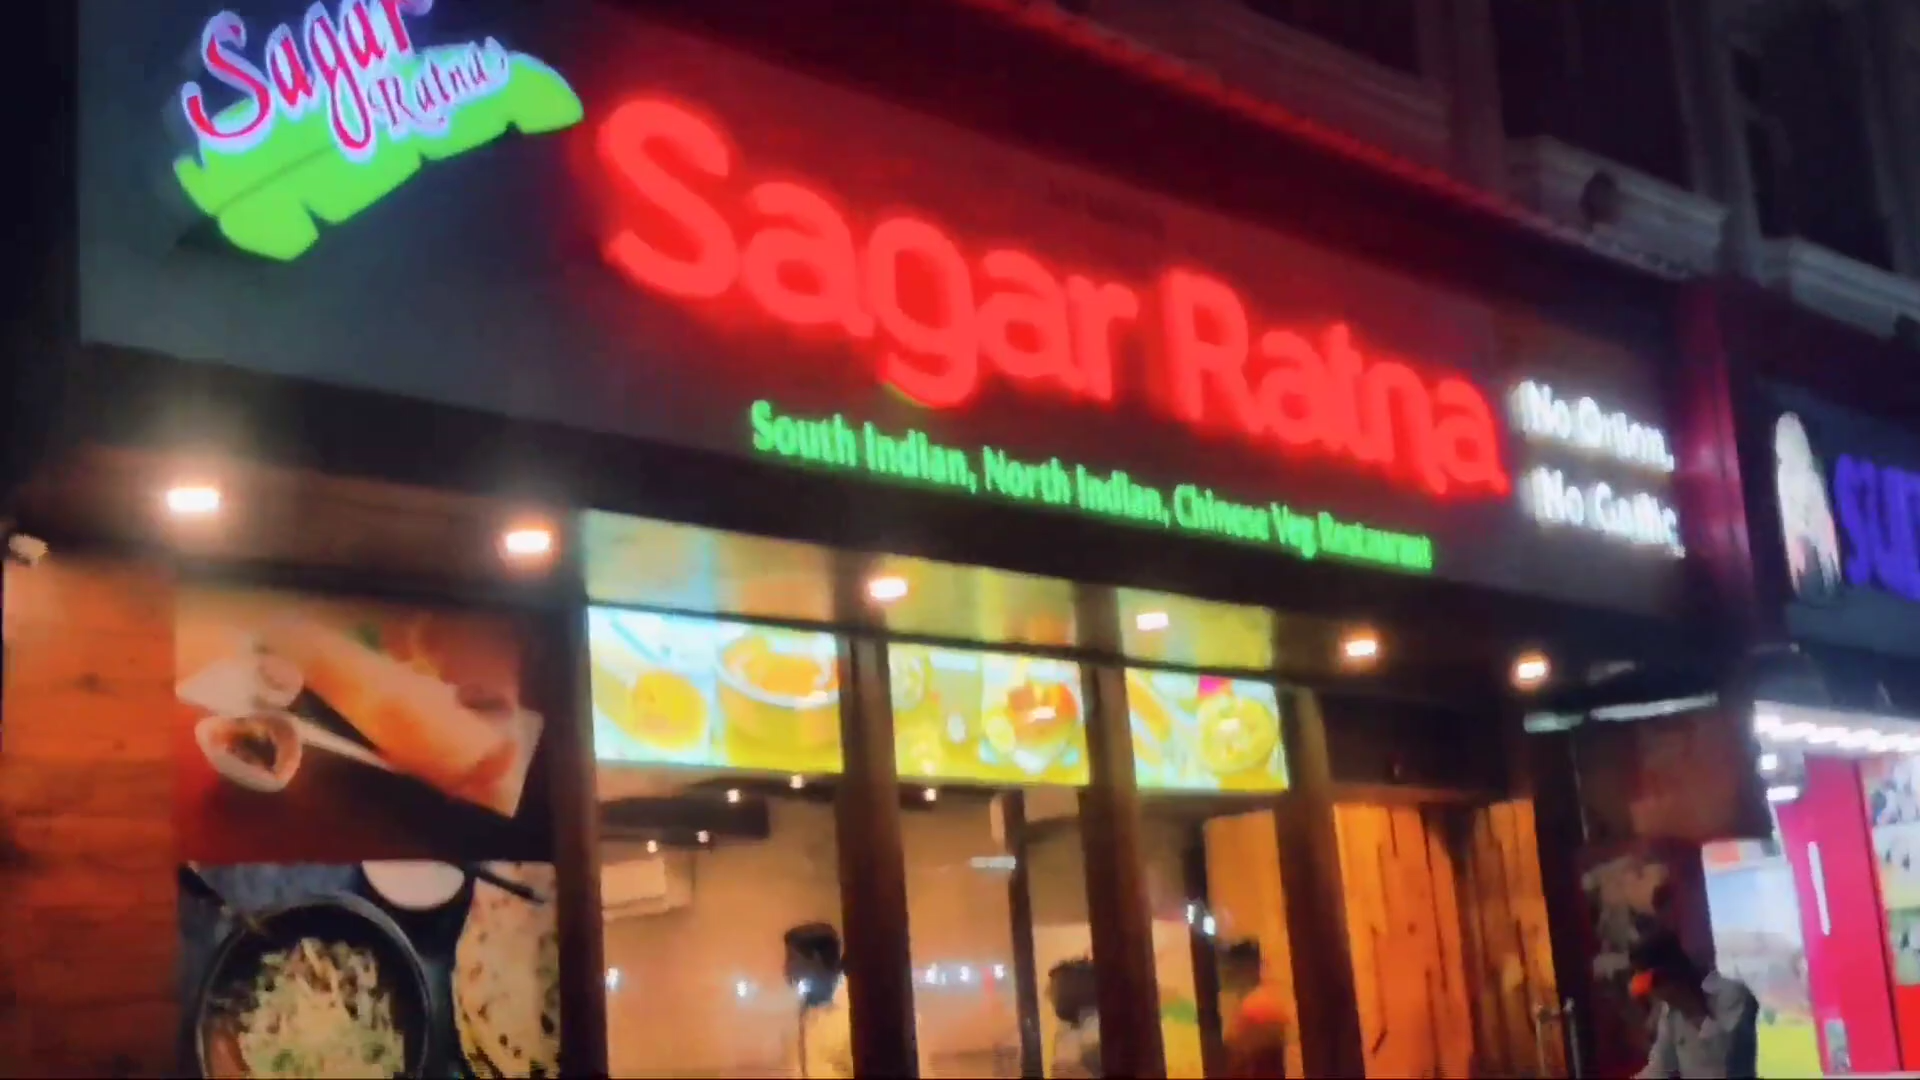 Sagar
Ratna
Sagar Ratna
South Indian, North Indian, Chinese Veg Restaurant
No Onion,
No Garlic